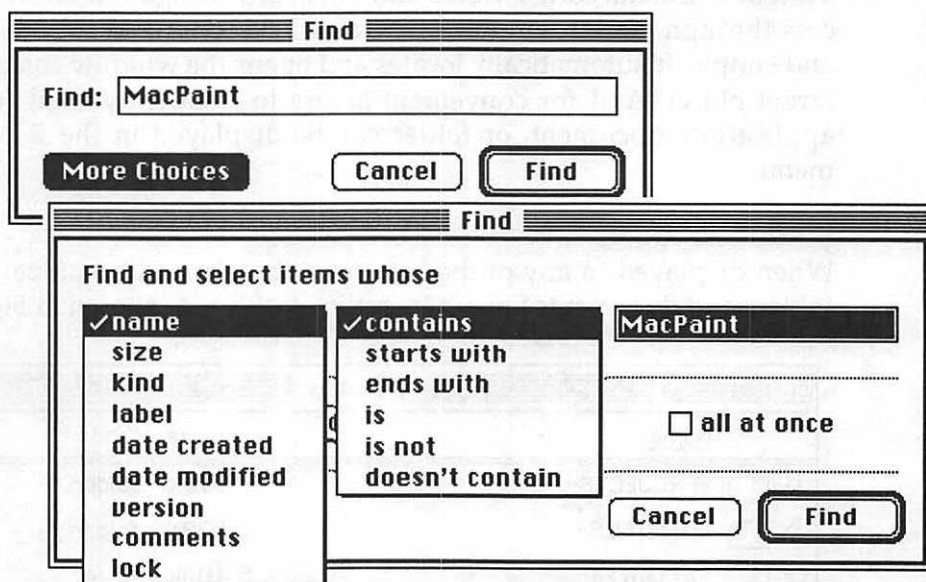 Find
Find: MacPaint
More Choices Cancel Find
Find
Find and select items whose
✓name ✓contains MacPaint
size starts with
kind ends with
label is all at once
date created is not
date modified doesn't contain
version Cancel Find
comments
lock